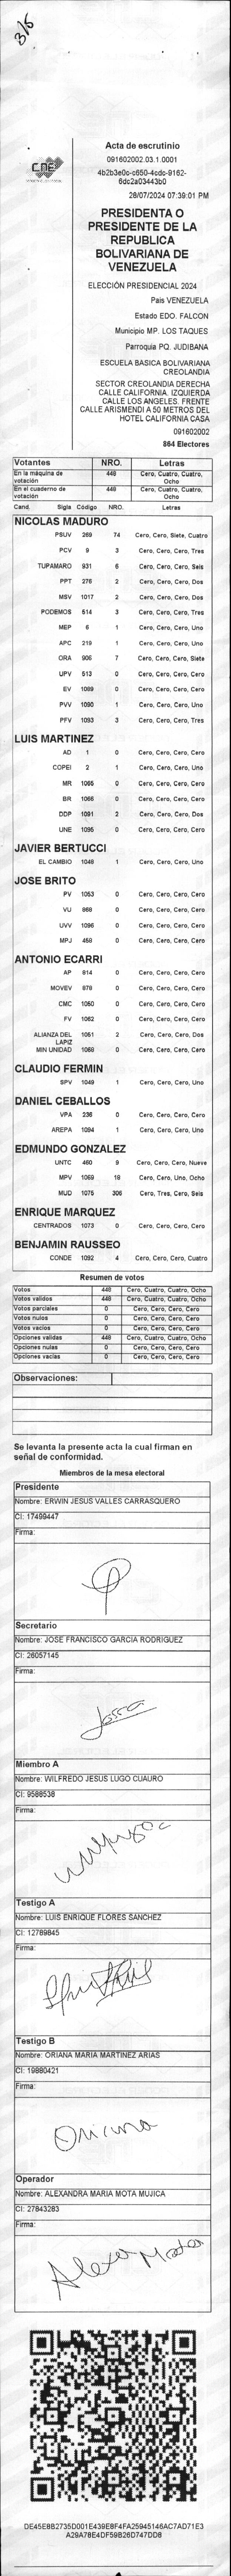 3/5
CNE
Acta de escrutinio
091602002.03.1.0001
4b2b3e0c-c650-4cdc-9162-
6dc2a03443b0
28/07/2024 07:39:01 PM
PRESIDENTA O
PRESIDENTE DE LA
REPUBLICA
BOLIVARIANA DE
VENEZUELA
ELECCIÓN PRESIDENCIAL 2024
Pais VENEZUELA
Estado EDO. FALCON
Municipio MP. LOS TAQUES
Parroquia PQ. JUDIBANA
ESCUELA BASICA BOLIVARIANA
CREOLANDIA
SECTOR CREOLANDIA DERECHA
CALLE CALIFORNIA. IZQUIERDA
CALLE LOS ANGELES. FRENTE
CALLE ARISMENDI A 50 METROS DEL
HOTEL CALIFORNIA CASA
091602002
864 Electores
Votantes NRO. Letras
En la máquina de votación 448 Cero, Cuatro, Cuatro, Ocho
En el cuaderno de votación 448 Cero, Cuatro, Cuatro, Ocho
Cand. Sigla Código NRO. Letras
NICOLAS MADURO
PSUV 269 74 Cero, Cero, Siete, Cuatro
PCV 9 3 Cero, Cero, Cero, Tres
TUPAMARO 931 6 Cero, Cero, Cero, Seis
PPT 276 2 Cero, Cero, Cero, Dos
MSV 1017 2 Cero, Cero, Cero, Dos
PODEMOS 514 3 Cero, Cero, Cero, Tres
MEP 6 1 Cero, Cero, Cero, Uno
APC 219 1 Cero, Cero, Cero, Uno
ORA 906 7 Cero, Cero, Cero, Siete
UPV 513 0 Cero, Cero, Cero, Cero
EV 1089 0 Cero, Cero, Cero, Cero
PVV 1090 1 Cero, Cero, Cero, Uno
PFV 1093 3 Cero, Cero, Cero, Tres
LUIS MARTINEZ
AD 1 0 Cero, Cero, Cero, Cero
COPEI 2 1 Cero, Cero, Cero, Uno
MR 1065 0 Cero, Cero, Cero, Cero
BR 1066 0 Cero, Cero, Cero, Cero
DDP 1091 2 Cero, Cero, Cero, Dos
UNE 1095 0 Cero, Cero, Cero, Cero
JAVIER BERTUCCI
EL CAMBIO 1048 1 Cero, Cero, Cero, Uno
JOSE BRITO
PV 1053 0 Cero, Cero, Cero, Cero
VU 868 0 Cero, Cero, Cero, Cero
UVV 1096 0 Cero, Cero, Cero, Cero
MPJ 458 0 Cero, Cero, Cero, Cero
ANTONIO ECARRI
AP 814 0 Cero, Cero, Cero, Cero
MOVEV 878 0 Cero, Cero, Cero, Cero
CMC 1050 0 Cero, Cero, Cero, Cero
FV 1062 0 Cero, Cero, Cero, Cero
ALIANZA DEL LAPIZ 1051 2 Cero, Cero, Cero, Dos
MIN UNIDAD 1068 0 Cero, Cero, Cero, Cero
CLAUDIO FERMIN
SPV 1049 1 Cero, Cero, Cero, Uno
DANIEL CEBALLOS
VPA 236 0 Cero, Cero, Cero, Cero
AREPA 1094 1 Cero, Cero, Cero, Uno
EDMUNDO GONZALEZ
UNTC 460 9 Cero, Cero, Cero, Nueve
MPV 1069 18 Cero, Cero, Uno, Ocho
MUD 1075 306 Cero, Tres, Cero, Seis
ENRIQUE MARQUEZ
CENTRADOS 1073 0 Cero, Cero, Cero, Cero
BENJAMIN RAUSSEO
CONDE 1092 4 Cero, Cero, Cero, Cuatro
Resumen de votos
Votos 448 Cero, Cuatro, Cuatro, Ocho
Votos validos 448 Cero, Cuatro, Cuatro, Ocho
Votos parciales 0 Cero, Cero, Cero, Cero
Votos nulos 0 Cero, Cero, Cero, Cero
Votos vacios 0 Cero, Cero, Cero, Cero
Opciones validas 448 Cero, Cuatro, Cuatro, Ocho
Opciones nulas 0 Cero, Cero, Cero, Cero
Opciones vacias 0 Cero, Cero, Cero, Cero
Observaciones:
Se levanta la presente acta la cual firman en
señal de conformidad.
Miembros de la mesa electoral
Presidente
Nombre: ERWIN JESUS VALLES CARRASQUERO
CI: 17499447
Firma:
Secretario
Nombre: JOSE FRANCISCO GARCIA RODRIGUEZ
CI: 26057145
Firma:
Miembro A
Nombre: WILFREDO JESUS LUGO CUAURO
CI: 9588538
Firma:
Testigo A
Nombre: LUIS ENRIQUE FLORES SANCHEZ
CI: 12789845
Firma:
Testigo B
Nombre: ORIANA MARIA MARTINEZ ARIAS
CI: 19880421
Firma:
Oriana
Operador
Nombre: ALEXANDRA MARIA MOTA MUJICA
CI: 27843283
Firma:
Alexa Mota
DE45E8B2735D001E439E8F4FA25945146AC7AD71E3
A29A78E4DF59B26D747DD8